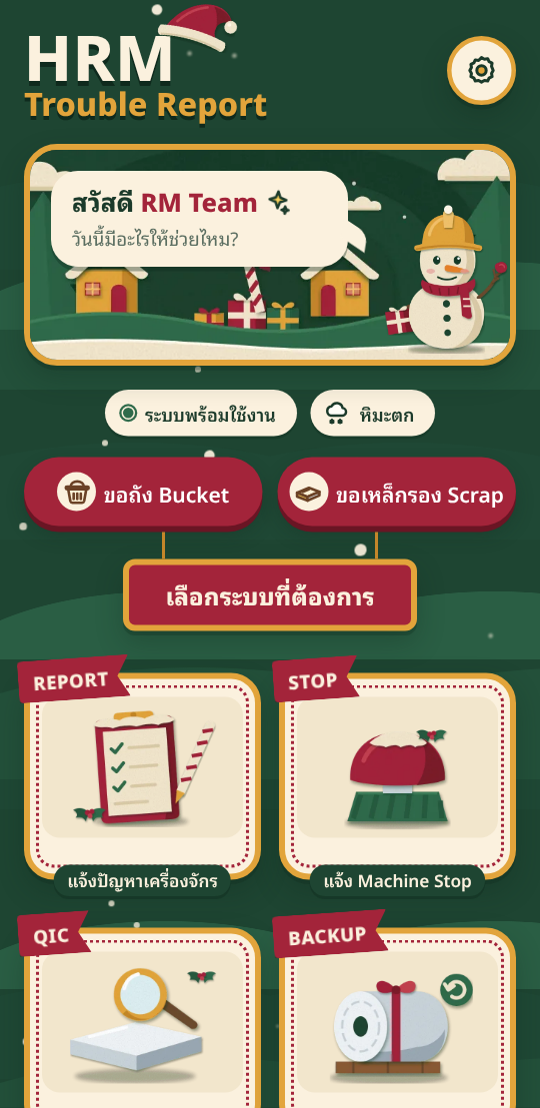 HRM
Trouble Report
สวัสดี RM Team
วันนี้มีอะไรให้ช่วยไหม?
ระบบพร้อมใช้งาน
หิมะตก
ขอถัง Bucket
ขอเหล็กรอง Scrap
เลือกระบบที่ต้องการ
REPORT
STOP
แจ้งปัญหาเครื่องจักร
แจ้ง Machine Stop
QIC
BACKUP